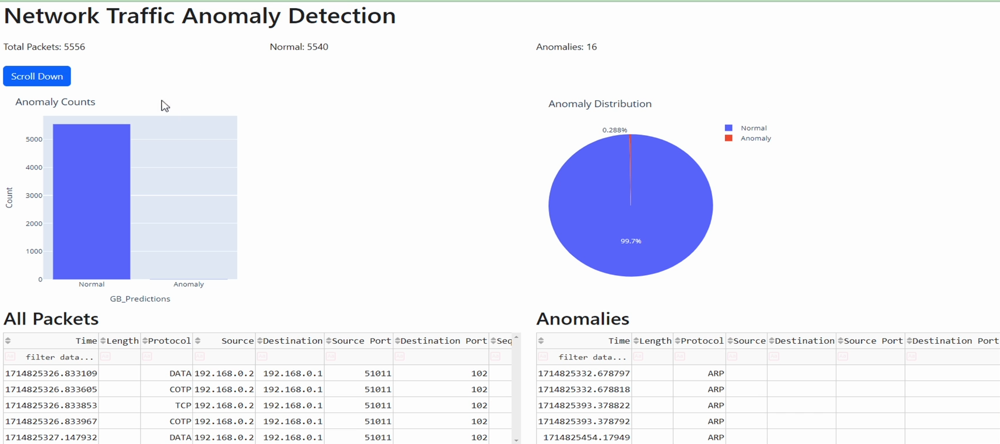 Network Traffic Anomaly Detection
Total Packets: 5556 Normal: 5540 Anomalies: 16
Scroll Down
Anomaly Counts
Count
5000
4000
3000
2000
1000
0
Normal Anomaly
GB_Predictions
Anomaly Distribution
0.288%
99.7%
Normal
Anomaly
All Packets
Time Length Protocol Source Destination Source Port Destination Port Seq
filter data...
1714825326.833109 DATA 192.168.0.2 192.168.0.1 51011 102
1714825326.833605 COTP 192.168.0.2 192.168.0.1 51011 102
1714825326.833853 TCP 192.168.0.2 192.168.0.1 51011 102
1714825326.833967 COTP 192.168.0.2 192.168.0.1 51011 102
1714825327.147932 DATA 192.168.0.2 192.168.0.1 51011 102
Anomalies
Time Length Protocol Source Destination Source Port Destination Port
filter data...
1714825332.678797 ARP
1714825332.678818 ARP
1714825393.378822 ARP
1714825393.378792 ARP
1714825454.17949 ARP